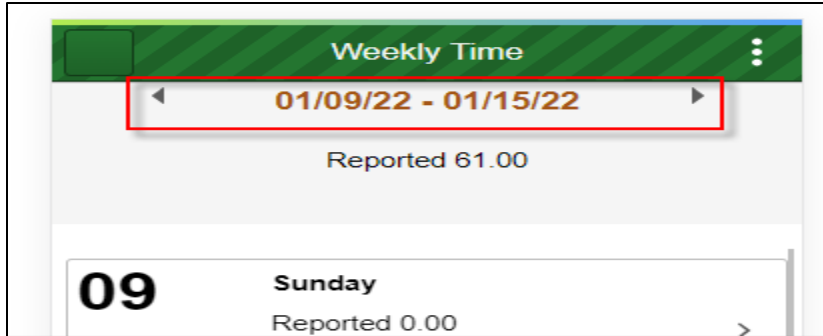 Weekly Time
01/09/22 - 01/15/22
Reported 61.00
09 Sunday
Reported 0.00